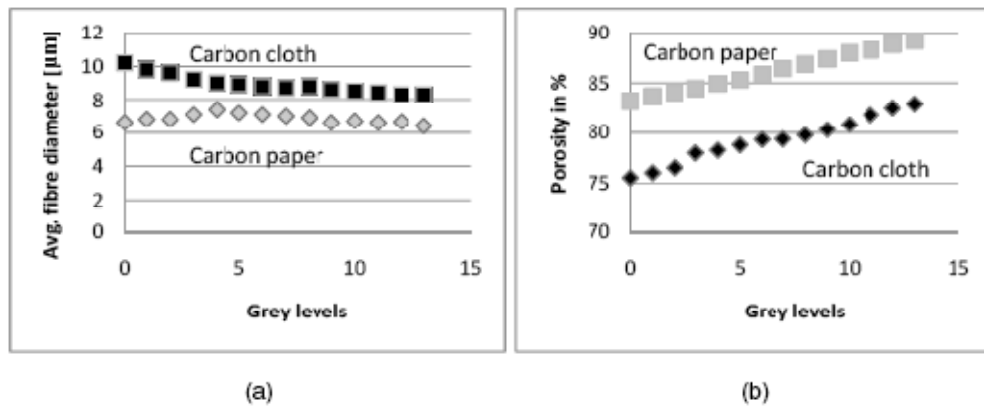 Avg. fibre diameter [µm]
12
10
8
6
4
2
0
Carbon cloth
Carbon paper
0 5 10 15
Grey levels
(a)
Porosity in %
90
85
80
75
70
Carbon paper
Carbon cloth
0 5 10 15
Grey levels
(b)